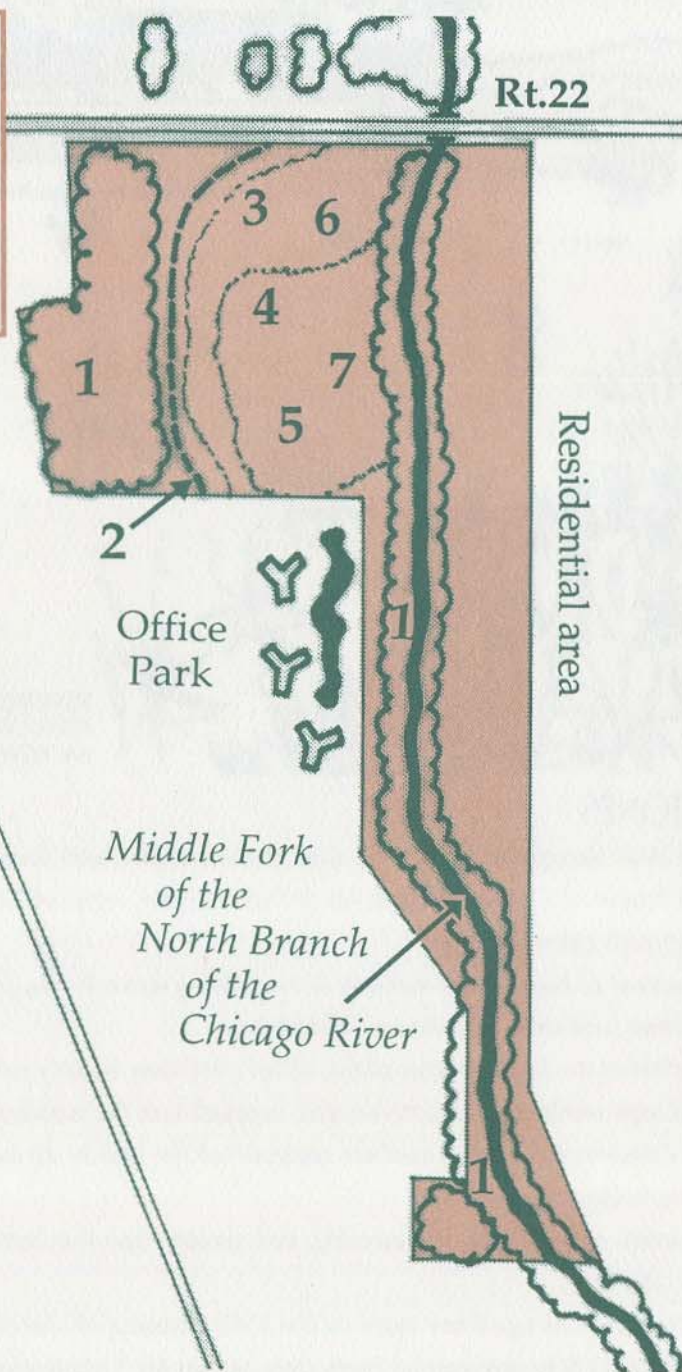 Rt.22
3
6
4
1
7
5
2
Residential area
Office
Park
1
Middle Fork
of the
North Branch
of the
Chicago River
1